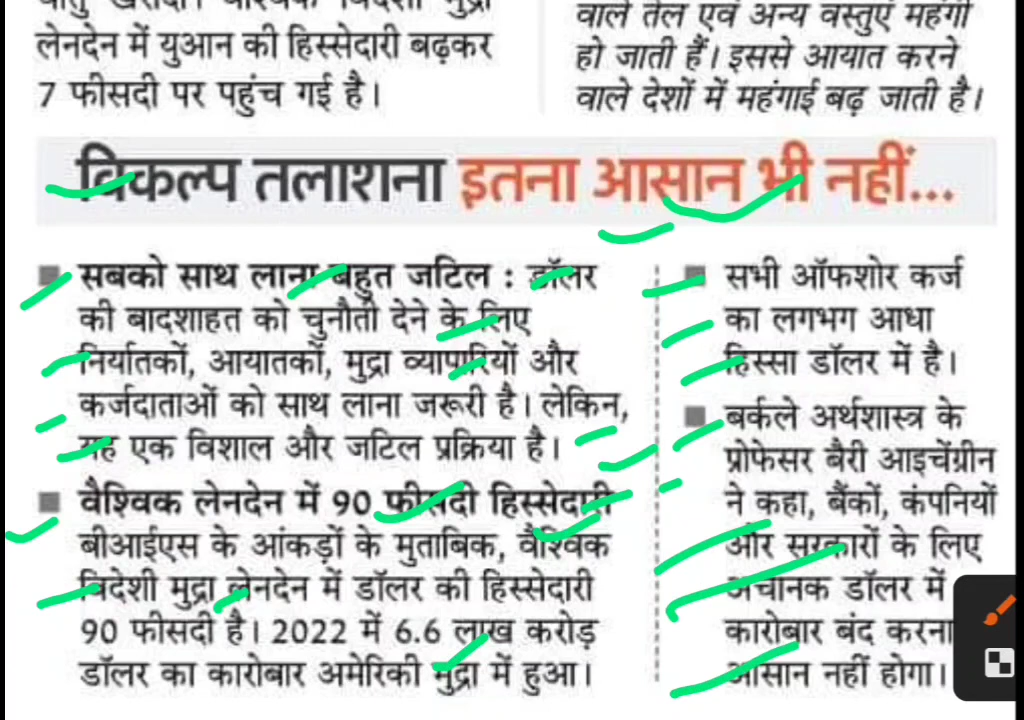 लेनदेन में युआन की हिस्सेदारी बढ़कर
7 फीसदी पर पहुंच गई है।
वाले तेल एवं अन्य वस्तुएं महंगी
हो जाती हैं। इससे आयात करने
वाले देशों में महंगाई बढ़ जाती है।
विकल्प तलाशना इतना आसान भी नहीं...
सबको साथ लाना बहुत जटिल : डॉलर
की बादशाहत को चुनौती देने के लिए
निर्यातकों, आयातकों, मुद्रा व्यापारियों और
कर्जदाताओं को साथ लाना जरूरी है। लेकिन,
यह एक विशाल और जटिल प्रक्रिया है।
वैश्विक लेनदेन में 90 फीसदी हिस्सेदारी
बीआईएस के आंकड़ों के मुताबिक, वैश्विक
विदेशी मुद्रा लेनदेन में डॉलर की हिस्सेदारी
90 फीसदी है। 2022 में 6.6 लाख करोड़
डॉलर का कारोबार अमेरिकी मुद्रा में हुआ।
सभी ऑफशोर कर्ज
का लगभग आधा
हिस्सा डॉलर में है।
बर्कले अर्थशास्त्र के
प्रोफेसर बैरी आइचेंग्रीन
ने कहा, बैंकों, कंपनियों
और सरकारों के लिए
अचानक डॉलर में
कारोबार बंद करना
आसान नहीं होगा।